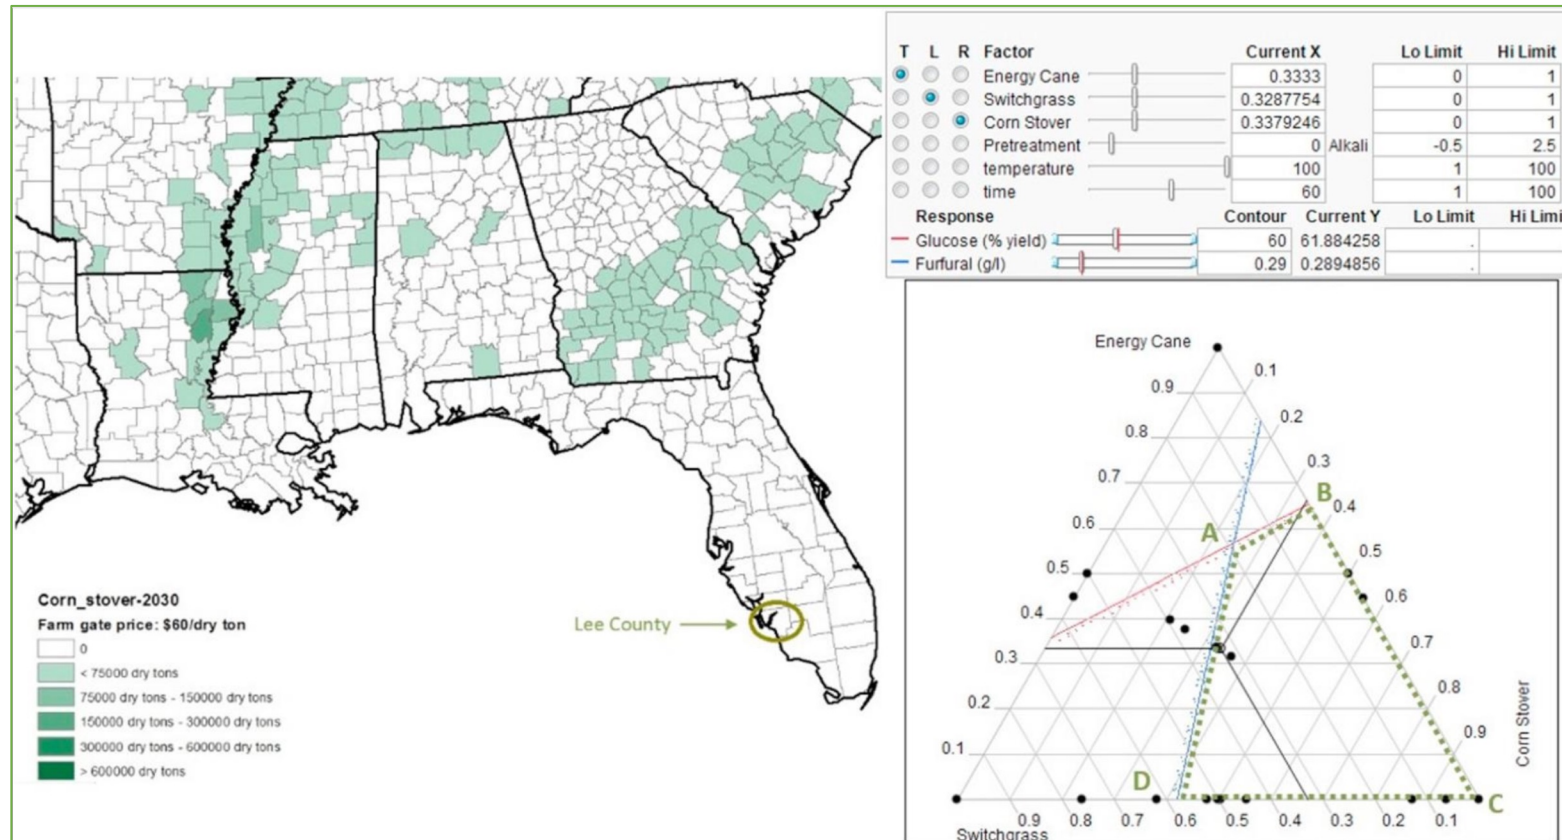 Corn_stover-2030
Farm gate price: $60/dry ton
0
< 75000 dry tons
75000 dry tons - 150000 dry tons
150000 dry tons - 300000 dry tons
300000 dry tons - 600000 dry tons
> 600000 dry tons
Lee County
T L R Factor Current X Lo Limit Hi Limit
Energy Cane 0.3333 0 1
Switchgrass 0.3287754 0 1
Corn Stover 0.3379246 0 1
Pretreatment 0 Alkali -0.5 2.5
temperature 100 1 100
time 60 1 100
Response Contour Current Y Lo Limit Hi Limi
Glucose (% yield) 60 61.884258 .
Furfural (g/l) 0.29 0.2894856 .
Energy Cane
0.1
0.9
0.2
0.8
0.3
0.7
B
0.4
0.6
A
0.5
0.5
0.6
0.4
0.7
0.3
0.8
0.2
0.9
0.1
Corn Stover
D
C
0.9 0.8 0.7 0.6 0.5 0.4 0.3 0.2 0.1
Switchgrass